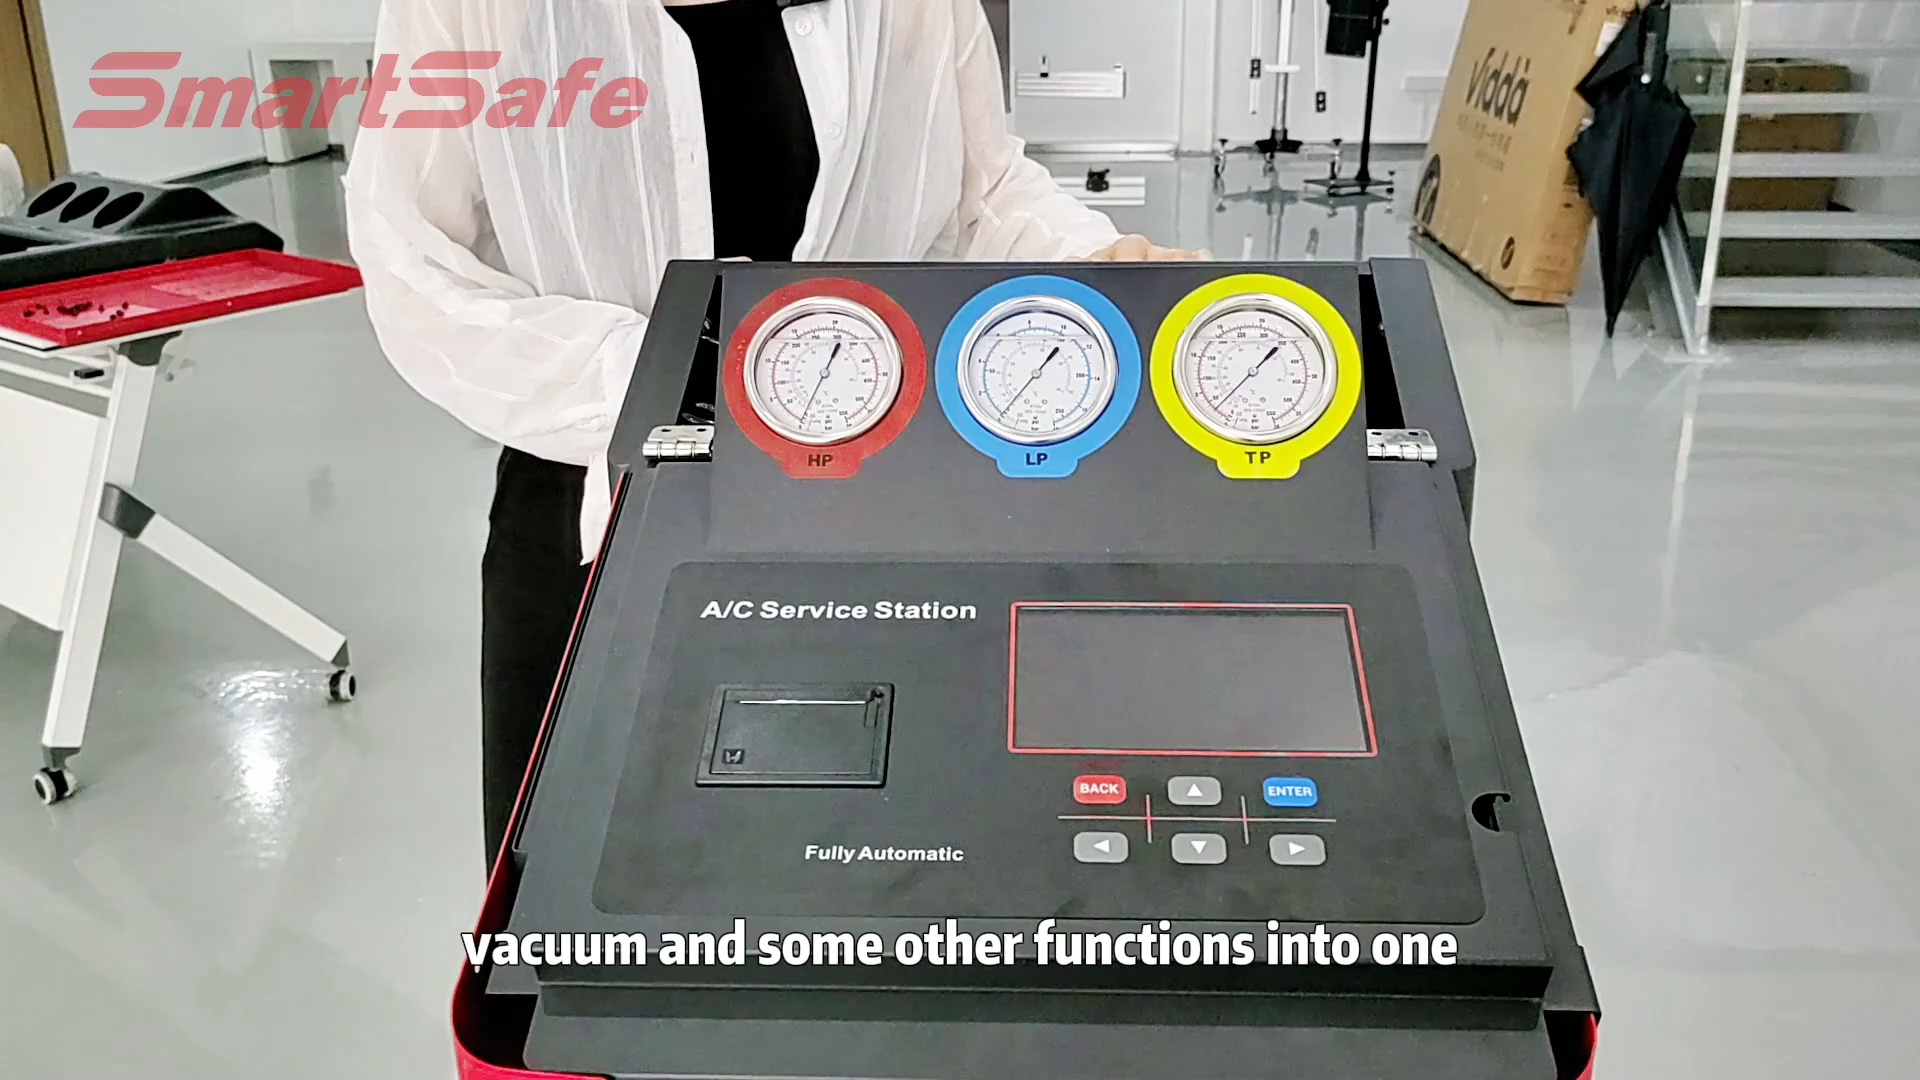 SmartSafe
Vidda
HP
LP
TP
A/C Service Station
BACK
ENTER
Fully Automatic
vacuum and some other functions into one